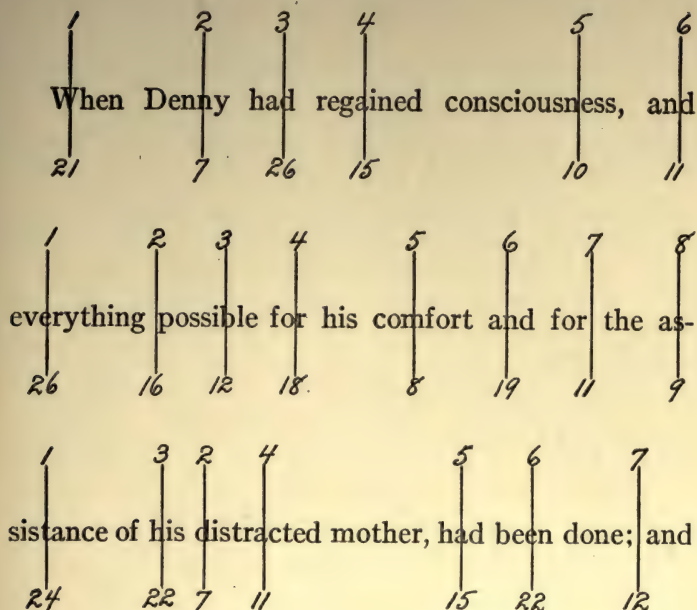 1 2 3 4 5 6
When Denny had regained consciousness, and
21 7 26 15 10 11
1 2 3 4 5 6 7 8
everything possible for his comfort and for the as-
26 16 12 18 8 19 11 9
1 3 2 4 5 6 7
sistance of his distracted mother, had been done; and
24 22 7 11 15 22 12